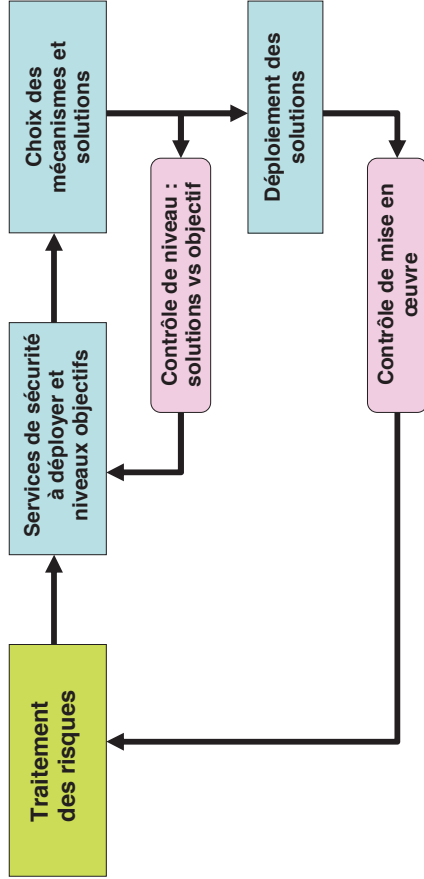 Traitement
des risques
Services de sécurité
à déployer et
niveaux objectifs
Choix des
mécanismes et
solutions
Contrôle de niveau :
solutions vs objectif
Déploiement des
solutions
Contrôle de mise en
œuvre